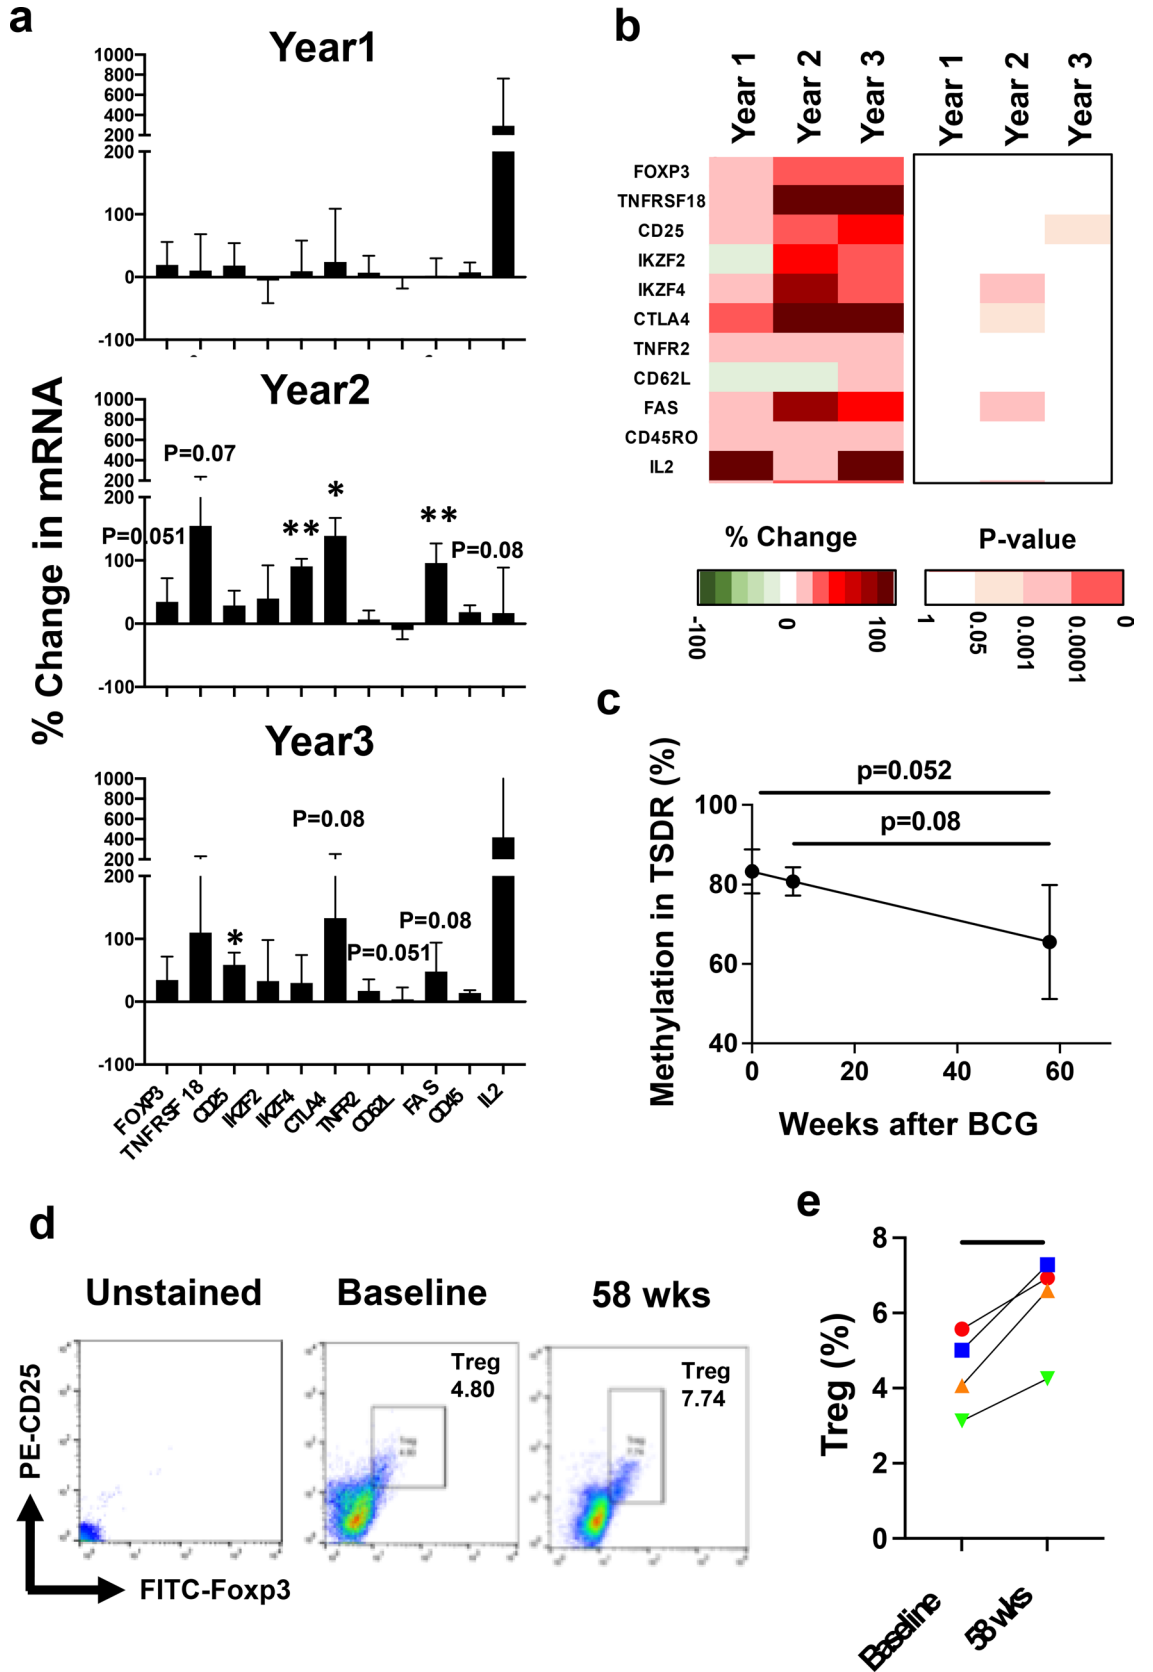 a
Year1
1000
800
600
400
200
200
100
0
-100
% Change in mRNA
Year2
1000
800
600
400
200
200
100
0
-100
P=0.07
P=0.051
**
*
**
P=0.08
Year3
1000
800
600
400
200
200
100
0
-100
P=0.08
*
P=0.08
P=0.051
FOXP3
TNFRSF18
CD25
IKZF2
IKZF4
CTLA4
TNFR2
CD62L
FAS
CD45
IL2
b
Year 1
Year 2
Year 3
Year 1
Year 2
Year 3
FOXP3
TNFRSF18
CD25
IKZF2
IKZF4
CTLA4
TNFR2
CD62L
FAS
CD45RO
IL2
% Change
-100
0
100
P-value
1
0.05
0.001
0.0001
0
c
Methylation in TSDR (%)
p=0.052
p=0.08
100
80
60
40
0
20
40
60
Weeks after BCG
d
Unstained
Baseline
58 wks
Treg
4.80
Treg
7.74
PE-CD25
FITC-Foxp3
e
Treg (%)
8
6
4
2
0
Baseline
58 wks